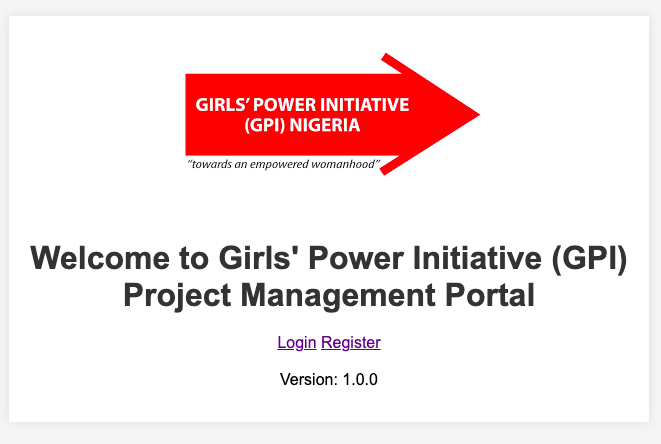 GIRLS’ POWER INITIATIVE
(GPI) NIGERIA
“towards an empowered womanhood”
Welcome to Girls' Power Initiative (GPI)
Project Management Portal
Login Register
Version: 1.0.0